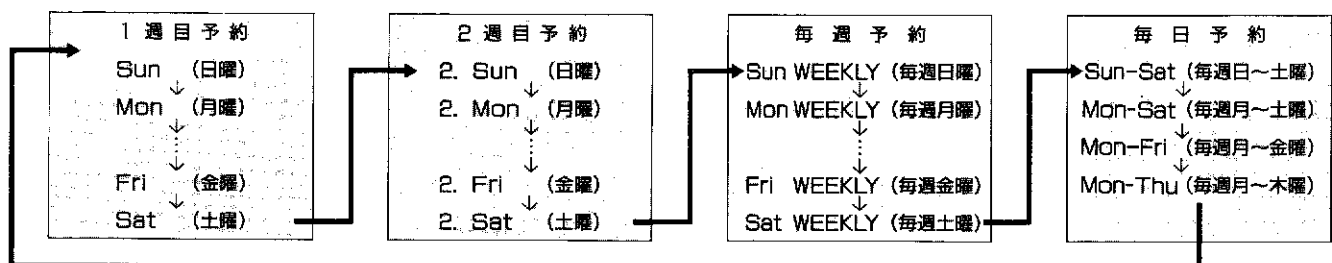 1週目予約
Sun (日曜)
Mon (月曜)
Fri (金曜)
Sat (土曜)
2週目予約
2. Sun (日曜)
2. Mon (月曜)
2. Fri (金曜)
2. Sat (土曜)
毎週予約
Sun WEEKLY (毎週日曜)
Mon WEEKLY (毎週月曜)
Fri WEEKLY (毎週金曜)
Sat WEEKLY (毎週土曜)
毎日予約
Sun-Sat (毎週日〜土曜)
Mon-Sat (毎週月〜土曜)
Mon-Fri (毎週月〜金曜)
Mon-Thu (毎週月〜木曜)